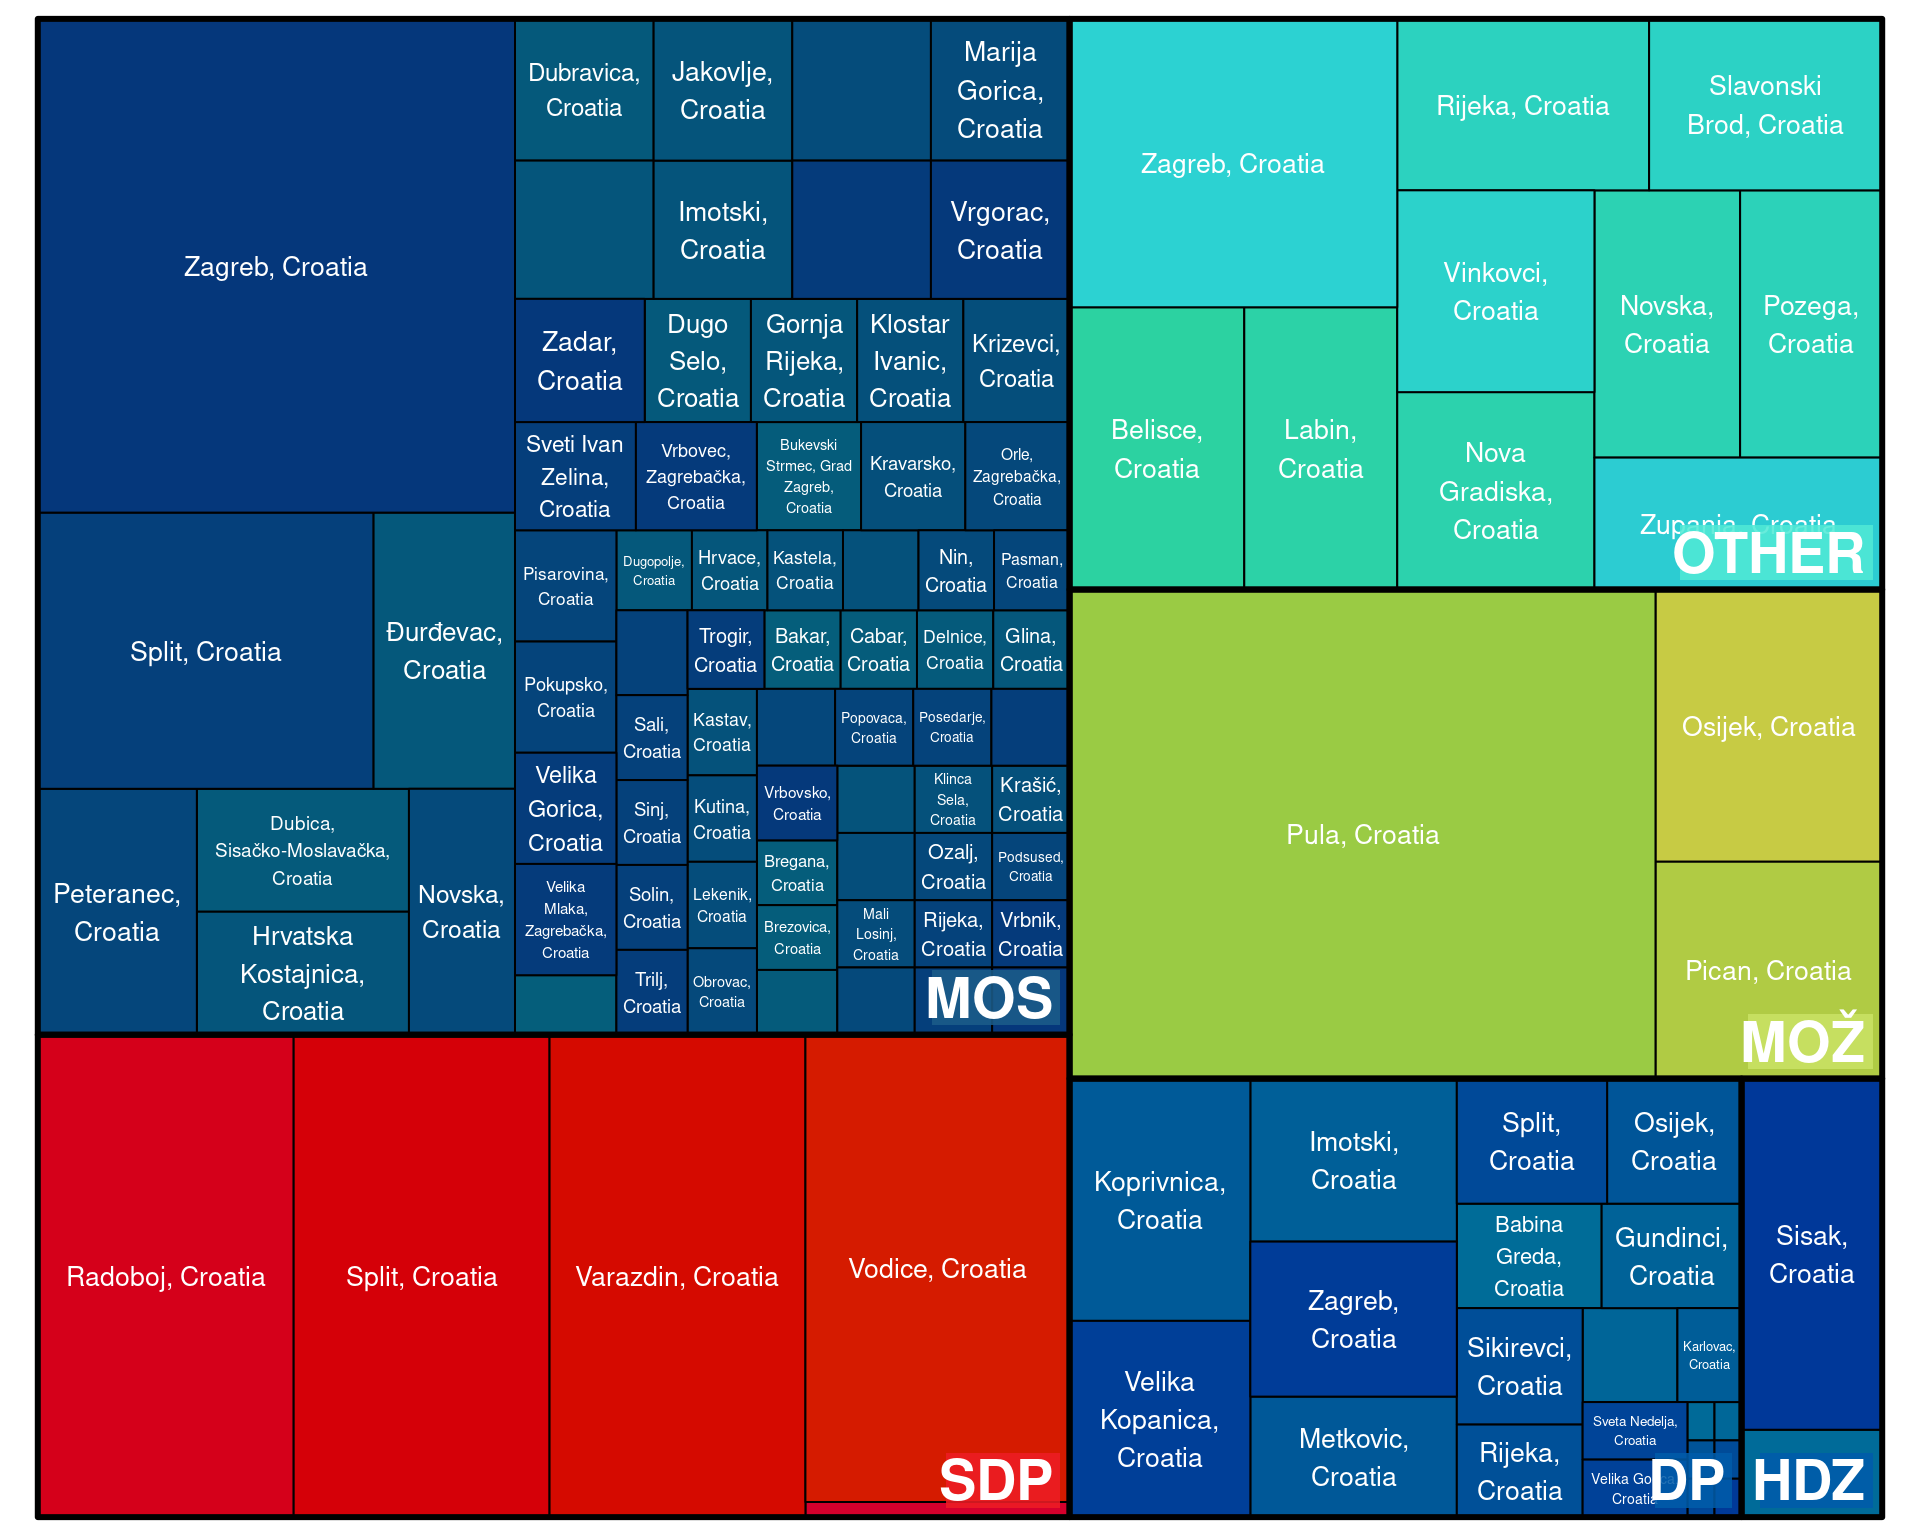 Zagreb, Croatia
Split, Croatia
Đurđevac,
Croatia
Peteranec,
Croatia
Dubica,
Sisačko-Moslavačka,
Croatia
Hrvatska
Kostajnica,
Croatia
Novska,
Croatia
Dubravica,
Croatia
Jakovlje,
Croatia
Marija
Gorica,
Croatia
Imotski,
Croatia
Vrgorac,
Croatia
Zadar,
Croatia
Dugo
Selo,
Croatia
Gornja
Rijeka,
Croatia
Klostar
Ivanic,
Croatia
Krizevci,
Croatia
Sveti Ivan
Zelina,
Croatia
Vrbovec,
Zagrebačka,
Croatia
Bukevski
Strmec, Grad
Zagreb,
Croatia
Kravarsko,
Croatia
Orle,
Zagrebačka,
Croatia
Pisarovina,
Croatia
Pokupsko,
Croatia
Velika
Gorica,
Croatia
Velika
Mlaka,
Zagrebačka,
Croatia
Dugopolje,
Croatia
Hrvace,
Croatia
Kastela,
Croatia
Nin,
Croatia
Pasman,
Croatia
Sali,
Croatia
Sinj,
Croatia
Solin,
Croatia
Trilj,
Croatia
Trogir,
Croatia
Bakar,
Croatia
Cabar,
Croatia
Delnice,
Croatia
Glina,
Croatia
Kastav,
Croatia
Kutina,
Croatia
Lekenik,
Croatia
Obrovac,
Croatia
Popovaca,
Croatia
Posedarje,
Croatia
Vrbovsko,
Croatia
Bregana,
Croatia
Brezovica,
Croatia
Klinca
Sela,
Croatia
Krašić,
Croatia
Ozalj,
Croatia
Podsused,
Croatia
Mali
Losinj,
Croatia
Rijeka,
Croatia
Vrbnik,
Croatia
MOS
Radoboj, Croatia
Split, Croatia
Varazdin, Croatia
Vodice, Croatia
SDP
Zagreb, Croatia
Belisce,
Croatia
Labin,
Croatia
Rijeka, Croatia
Slavonski
Brod, Croatia
Vinkovci,
Croatia
Nova
Gradiska,
Croatia
Novska,
Croatia
Pozega,
Croatia
Zupanja, Croatia
OTHER
Pula, Croatia
Osijek, Croatia
Pican, Croatia
MOŽ
Koprivnica,
Croatia
Velika
Kopanica,
Croatia
Imotski,
Croatia
Zagreb,
Croatia
Metkovic,
Croatia
Split,
Croatia
Osijek,
Croatia
Babina
Greda,
Croatia
Gundinci,
Croatia
Sikirevci,
Croatia
Rijeka,
Croatia
Karlovac,
Croatia
Sveta Nedelja,
Croatia
Velika Gorica,
Croatia
DP
Sisak,
Croatia
HDZ